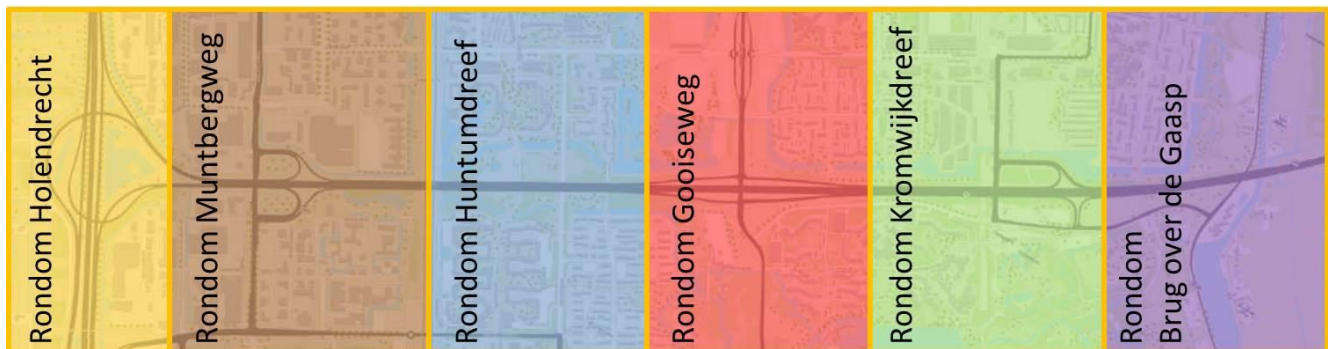 Rondom Holendrecht
Rondom Muntbergweg
Rondom Huntumdreef
Rondom Gooiseweg
Rondom Kromwijkdreef
Rondom
Brug over de Gaasp